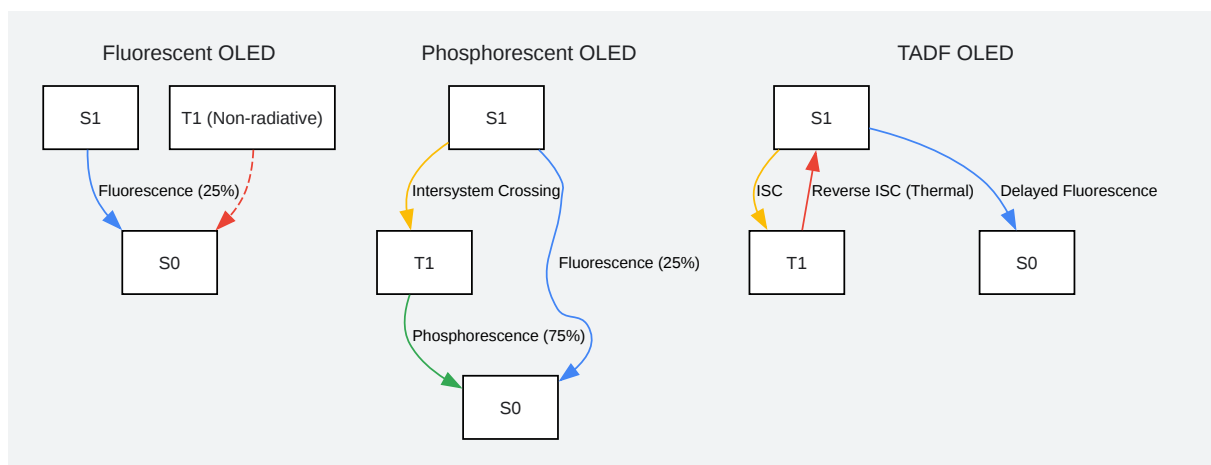 Fluorescent OLED
S1
T1 (Non-radiative)
Fluorescence (25%)
S0
Phosphorescent OLED
S1
Intersystem Crossing
T1
Fluorescence (25%)
Phosphorescence (75%)
S0
TADF OLED
S1
ISC
Reverse ISC (Thermal)
Delayed Fluorescence
T1
S0